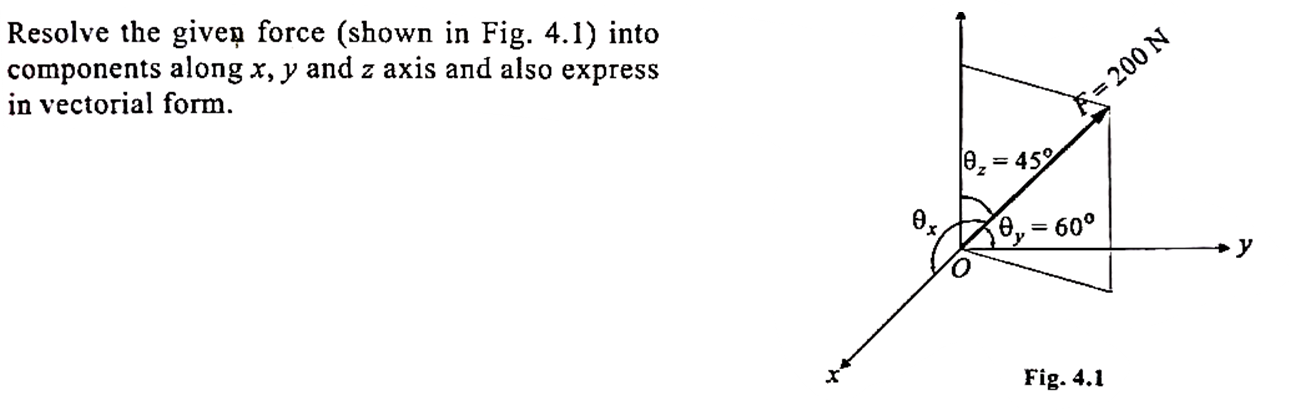 Resolve the given force (shown in Fig. 4.1) into
components along x, y and z axis and also express
in vectorial form.
F = 200 N
θz = 45°
θx
θy = 60°
y
O
x
Fig. 4.1